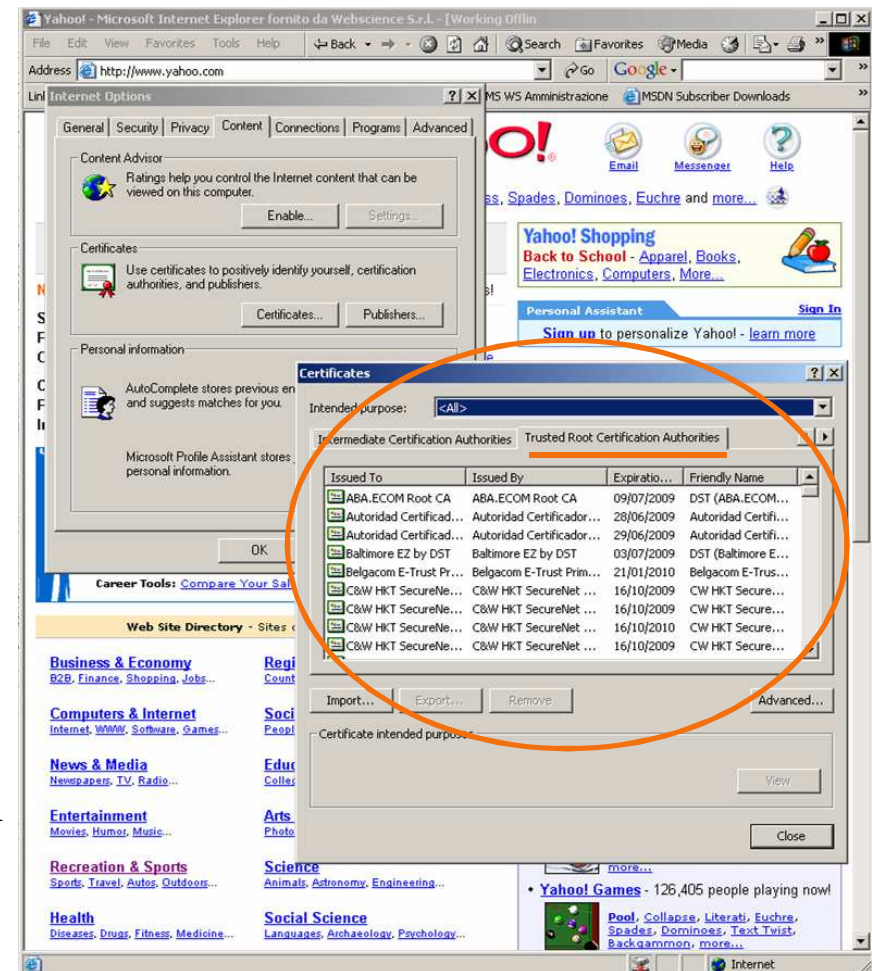 Yahoo! - Microsoft Internet Explorer fornito da Webscience S.r.l. - [Working Offlin
File Edit View Favorites Tools Help Back Search Favorites Media »
Address http://www.yahoo.com Go Google »
Internet Options
MS WS Amministrazione MSDN Subscriber Downloads »
General Security Privacy Content Connections Programs Advanced
Content Advisor
Ratings help you control the Internet content that can be
viewed on this computer.
Enable... Settings...
Certificates
Use certificates to positively identify yourself, certification
authorities, and publishers.
Certificates... Publishers...
Personal information
AutoComplete stores previous en
and suggests matches for you.
Microsoft Profile Assistant stores
personal information.
OK
Email Messenger Help
ss, Spades, Dominoes, Euchre and more...
Yahoo! Shopping
Back to School - Apparel, Books,
Electronics, Computers, More...
s!
Personal Assistant Sign In
Sign up to personalize Yahoo! - learn more
Certificates
Intended purpose: <All>
Intermediate Certification Authorities Trusted Root Certification Authorities
Issued To Issued By Expiratio... Friendly Name
ABA.ECOM Root CA ABA.ECOM Root CA 09/07/2009 DST (ABA.ECOM...
Autoridad Certificad... Autoridad Certificador... 28/06/2009 Autoridad Certifi...
Autoridad Certificad... Autoridad Certificador... 29/06/2009 Autoridad Certifi...
Baltimore EZ by DST Baltimore EZ by DST 03/07/2009 DST (Baltimore E...
Belgacom E-Trust Pr... Belgacom E-Trust Prim... 21/01/2010 Belgacom E-Trus...
C&W HKT SecureNe... C&W HKT SecureNet ... 16/10/2009 CW HKT Secure...
C&W HKT SecureNe... C&W HKT SecureNet ... 16/10/2009 CW HKT Secure...
C&W HKT SecureNe... C&W HKT SecureNet ... 16/10/2010 CW HKT Secure...
C&W HKT SecureNe... C&W HKT SecureNet ... 16/10/2009 CW HKT Secure...
Import... Export... Remove Advanced...
Certificate intended purposes
View
Close
Career Tools: Compare Your Sal
Web Site Directory - Sites
Business & Economy
B2B, Finance, Shopping, Jobs...
Computers & Internet
Internet, WWW, Software, Games...
News & Media
Newspapers, TV, Radio...
Entertainment
Movies, Humor, Music...
Recreation & Sports
Sports, Travel, Autos, Outdoors...
Health
Diseases, Drugs, Fitness, Medicine...
Regi
Count
Soci
Peopl
Educ
Colleg
Arts
Photo
Science
Animals, Astronomy, Engineering...
Social Science
Languages, Archaeology, Psychology...
more...
• Yahoo! Games - 126,405 people playing now!
Pool, Collapse, Literati, Euchre,
Spades, Dominoes, Text Twist,
Backgammon, more...
Internet